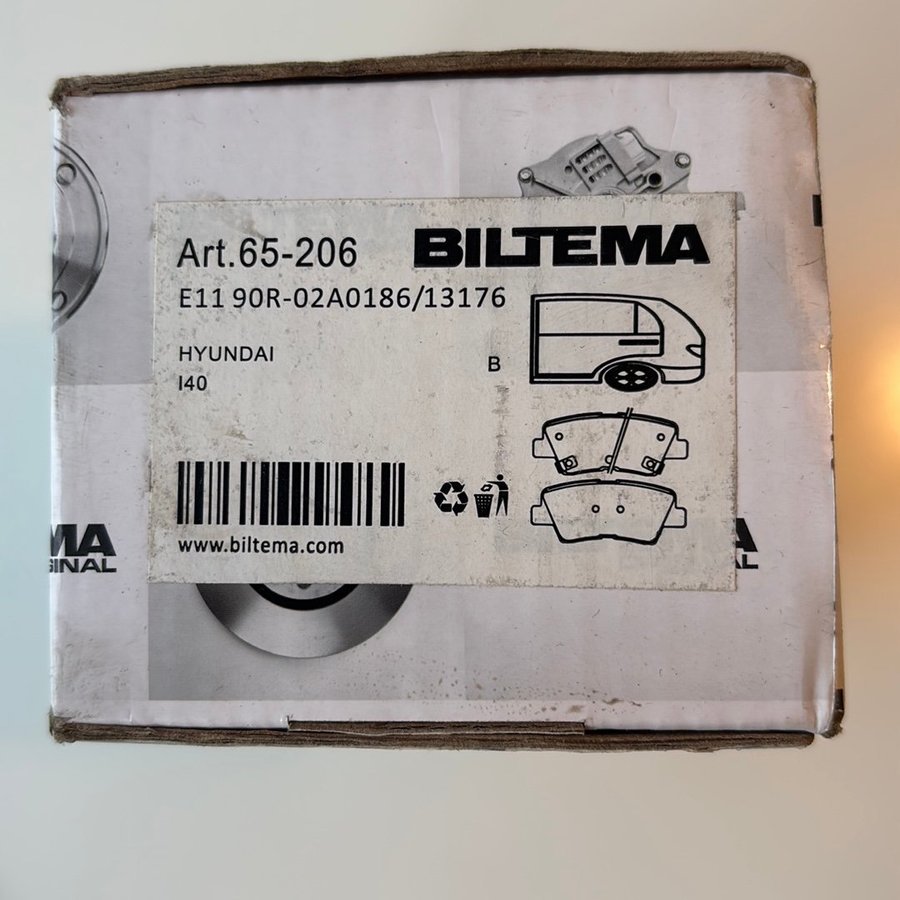 Art.65-206 BILTEMA
E11 90R-02A0186/13176
HYUNDAI
I40
B
www.biltema.com
MA
GINAL
A
L